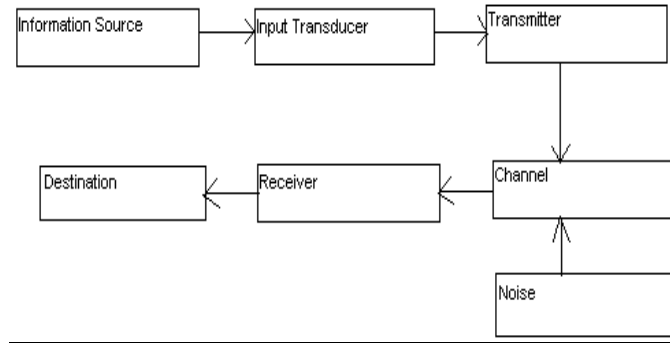 Information Source
Input Transducer
Transmitter
Destination
Receiver
Channel
Noise